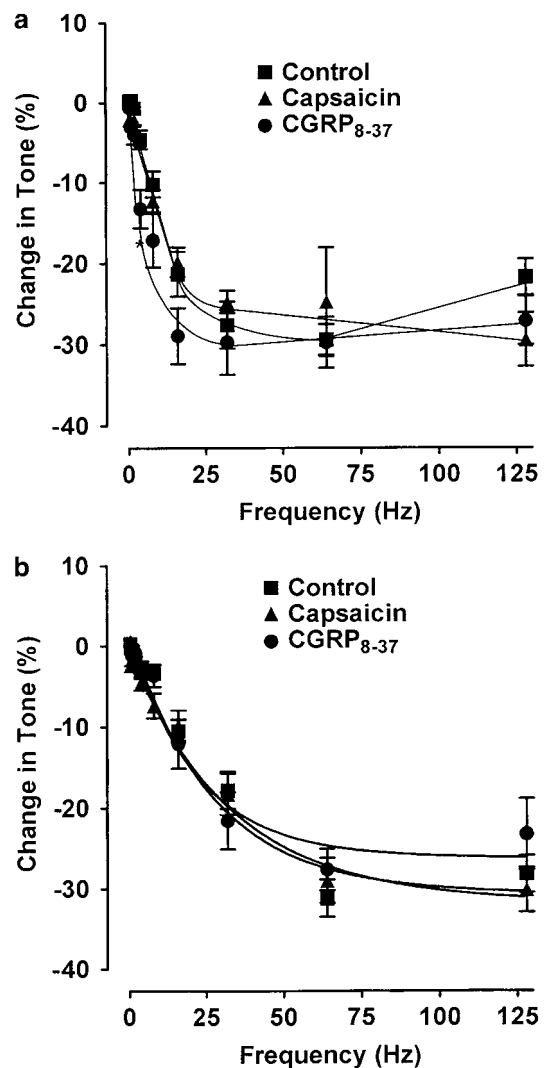 a
10
0
-10
-20
-30
-40
Change in Tone (%)
Control
Capsaicin
CGRP8-37
*
0 25 50 75 100 125
Frequency (Hz)
b
10
0
-10
-20
-30
-40
Change in Tone (%)
Control
Capsaicin
CGRP8-37
0 25 50 75 100 125
Frequency (Hz)